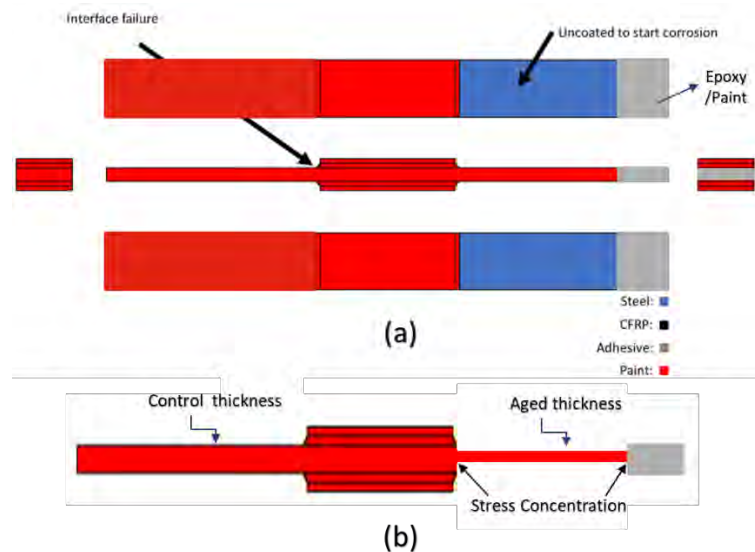 Interface failure
Uncoated to start corrosion
Epoxy
/Paint
Steel:
CFRP:
Adhesive:
Paint:
(a)
Control thickness
Aged thickness
Stress Concentration
(b)